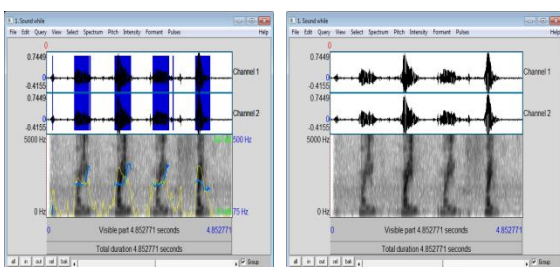 1. Sound while
File Edit Query View Select Spectrum Pitch Intensity Formant Pulses Help
0
0.7449
0
-0.4155
Channel 1
0.7449
0
-0.4155
Channel 2
5000 Hz
500 Hz
0 Hz
75 Hz
0
Visible part 4.852771 seconds
4.852771
Total duration 4.852771 seconds
all in out sel bak
Group
1. Sound while
File Edit Query View Select Spectrum Pitch Intensity Formant Pulses Help
0
0.7449
0
-0.4155
Channel 1
0.7449
0
-0.4155
Channel 2
5000 Hz
0 Hz
0
Visible part 4.852771 seconds
4.852771
Total duration 4.852771 seconds
all in out sel bak
Group